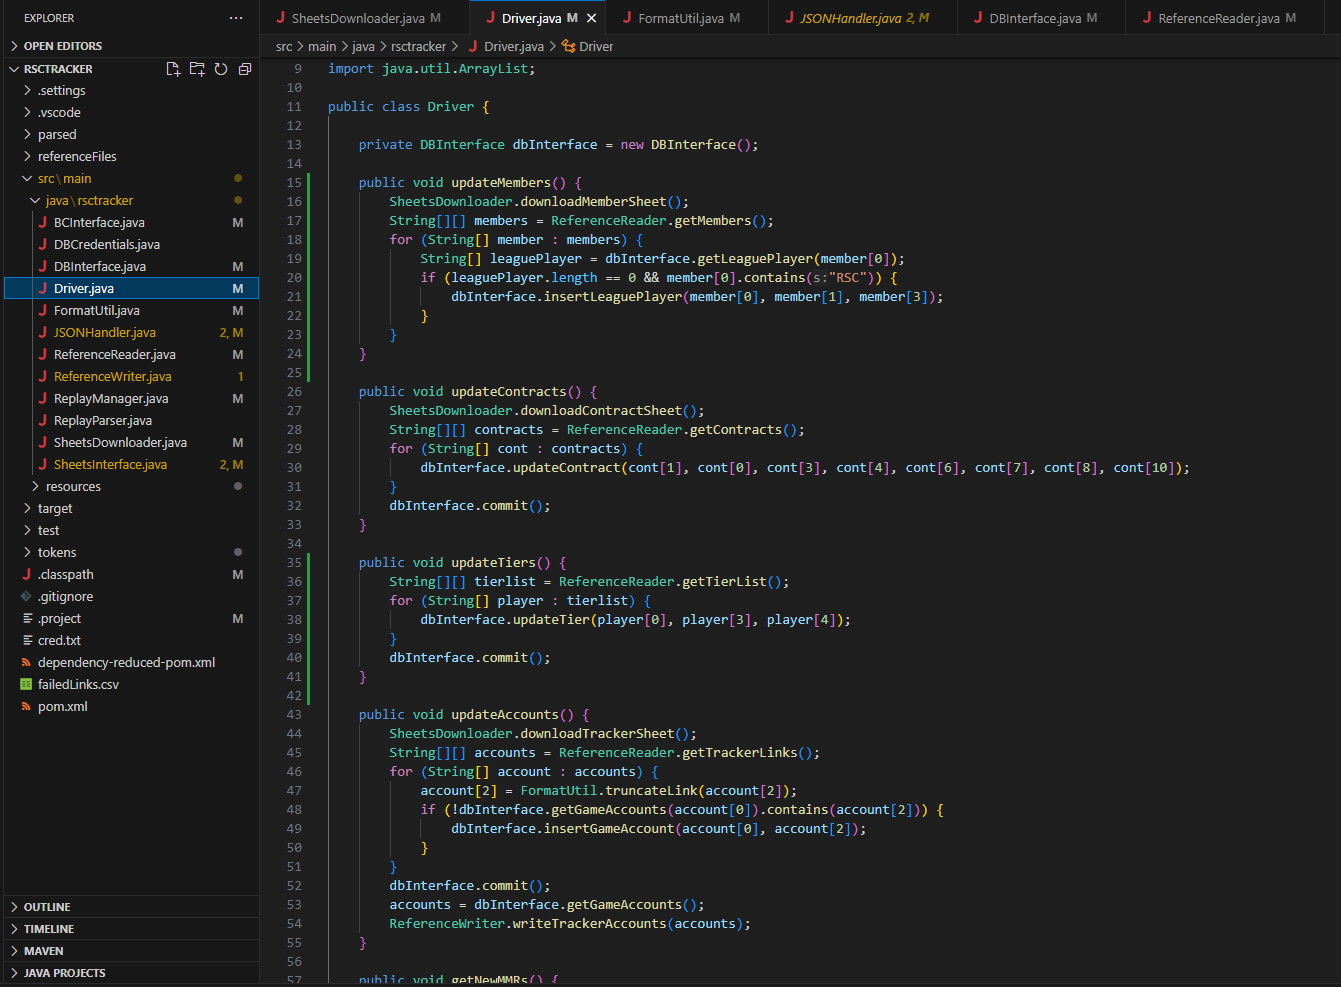 EXPLORER
OPEN EDITORS
RSCTRACKER
.settings
.vscode
parsed
referenceFiles
src\main
java\rsctracker
BCInterface.java M
DBCredentials.java
DBInterface.java M
Driver.java M
FormatUtil.java M
JSONHandler.java 2, M
ReferenceReader.java M
ReferenceWriter.java 1
ReplayManager.java M
ReplayParser.java
SheetsDownloader.java M
SheetsInterface.java 2, M
resources
target
test
tokens
.classpath M
.gitignore
.project M
cred.txt
dependency-reduced-pom.xml
failedLinks.csv
pom.xml
OUTLINE
TIMELINE
MAVEN
JAVA PROJECTS
SheetsDownloader.java M
Driver.java M
FormatUtil.java M
JSONHandler.java 2, M
DBInterface.java M
ReferenceReader.java M
src > main > java > rsctracker > Driver.java > Driver
9 import java.util.ArrayList;
10
11 public class Driver {
12
13 private DBInterface dbInterface = new DBInterface();
14
15 public void updateMembers() {
16 SheetsDownloader.downloadMemberSheet();
17 String[][] members = ReferenceReader.getMembers();
18 for (String[] member : members) {
19 String[] leaguePlayer = dbInterface.getLeaguePlayer(member[0]);
20 if (leaguePlayer.length == 0 && member[0].contains(s:"RSC")) {
21 dbInterface.insertLeaguePlayer(member[0], member[1], member[3]);
22 }
23 }
24 }
25
26 public void updateContracts() {
27 SheetsDownloader.downloadContractSheet();
28 String[][] contracts = ReferenceReader.getContracts();
29 for (String[] cont : contracts) {
30 dbInterface.updateContract(cont[1], cont[0], cont[3], cont[4], cont[6], cont[7], cont[8], cont[10]);
31 }
32 dbInterface.commit();
33 }
34
35 public void updateTiers() {
36 String[][] tierlist = ReferenceReader.getTierList();
37 for (String[] player : tierlist) {
38 dbInterface.updateTier(player[0], player[3], player[4]);
39 }
40 dbInterface.commit();
41 }
42
43 public void updateAccounts() {
44 SheetsDownloader.downloadTrackerSheet();
45 String[][] accounts = ReferenceReader.getTrackerLinks();
46 for (String[] account : accounts) {
47 account[2] = FormatUtil.truncateLink(account[2]);
48 if (!dbInterface.getGameAccounts(account[0]).contains(account[2])) {
49 dbInterface.insertGameAccount(account[0], account[2]);
50 }
51 }
52 dbInterface.commit();
53 accounts = dbInterface.getGameAccounts();
54 ReferenceWriter.writeTrackerAccounts(accounts);
55 }
56
57 public void getNewMMRs() {